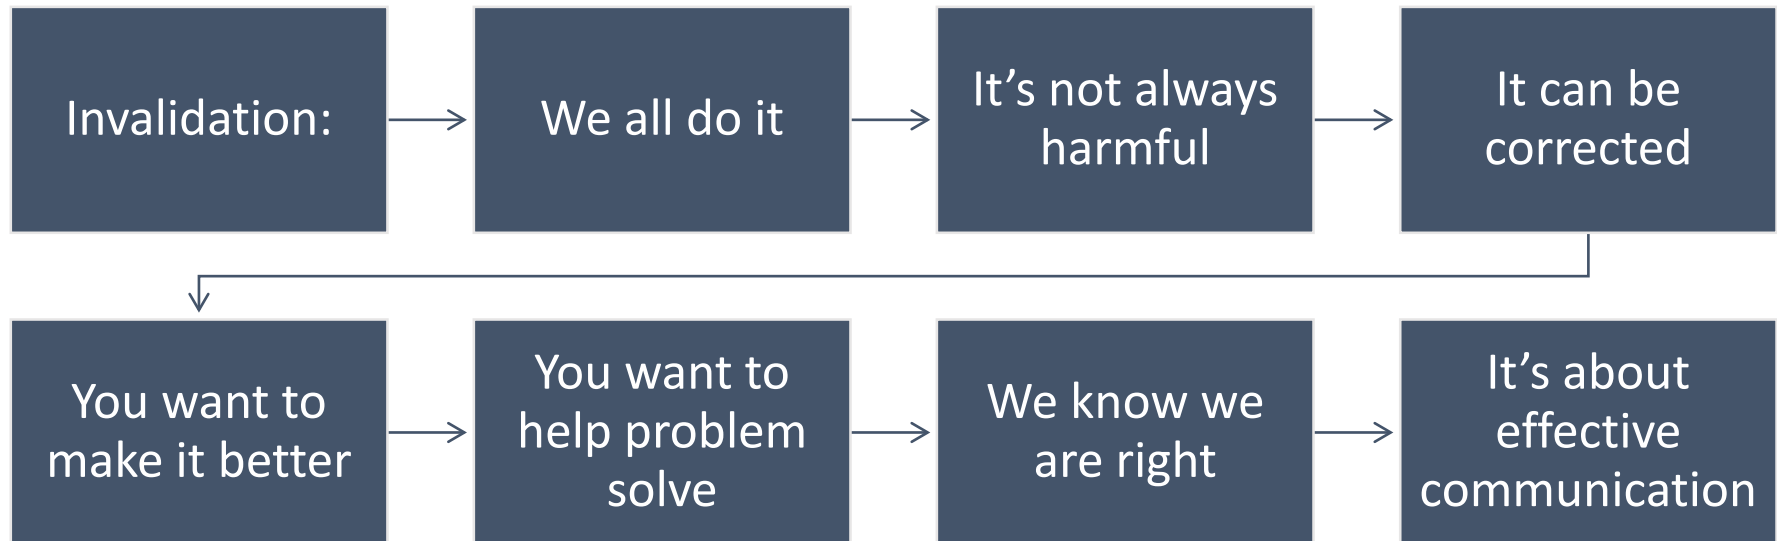 Invalidation:
We all do it
It’s not always
harmful
It can be
corrected
You want to
make it better
You want to
help problem
solve
We know we
are right
It’s about
effective
communication